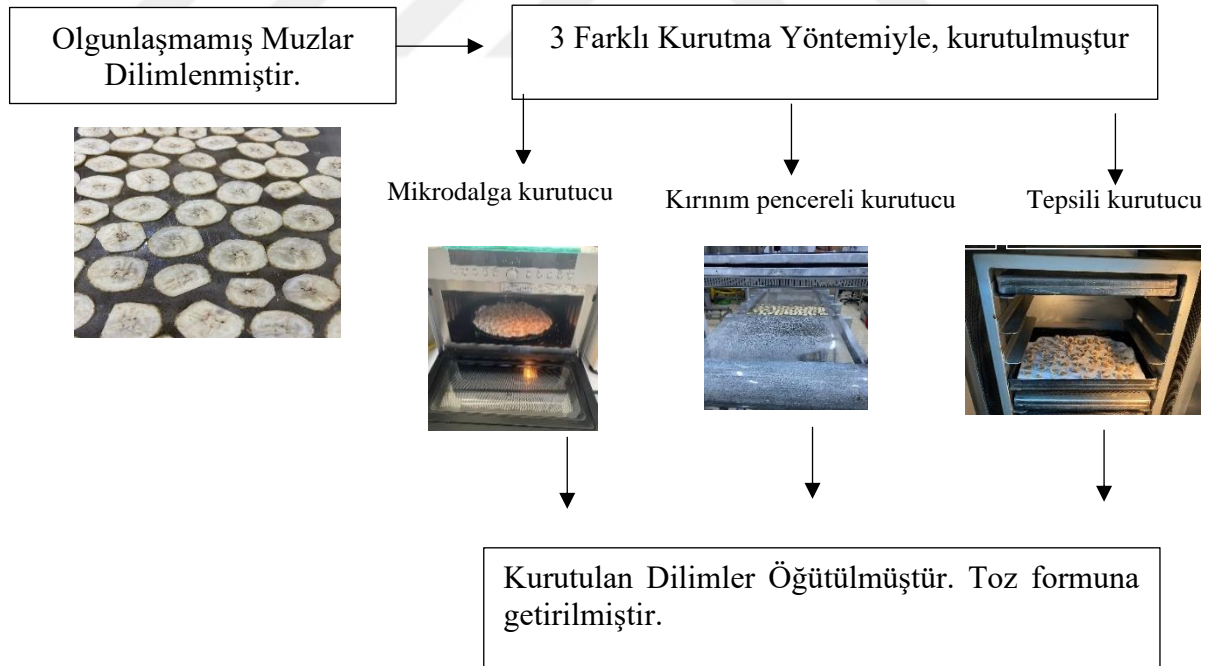 Olgunlaşmamış Muzlar
Dilimlenmiştir.
3 Farklı Kurutma Yöntemiyle, kurutulmuştur
Mikrodalga kurutucu
Kırınım pencereli kurutucu
Tepsili kurutucu
Kurutulan Dilimler Öğütülmüştür. Toz formuna
getirilmiştir.